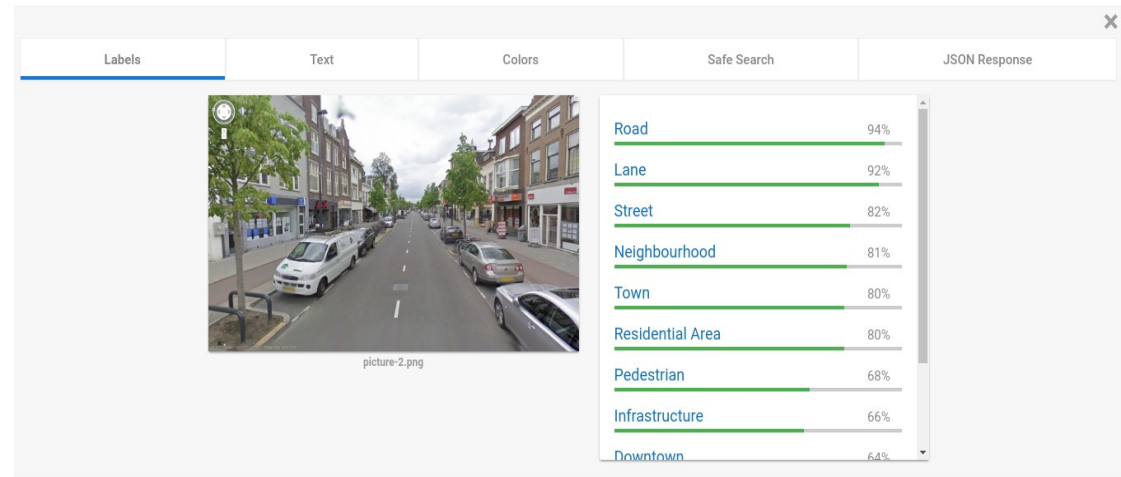 ×
Labels Text Colors Safe Search JSON Response
Road 94%
Lane 92%
Street 82%
Neighbourhood 81%
Town 80%
Residential Area 80%
picture-2.png
Pedestrian 68%
Infrastructure 66%
Downtown 64%